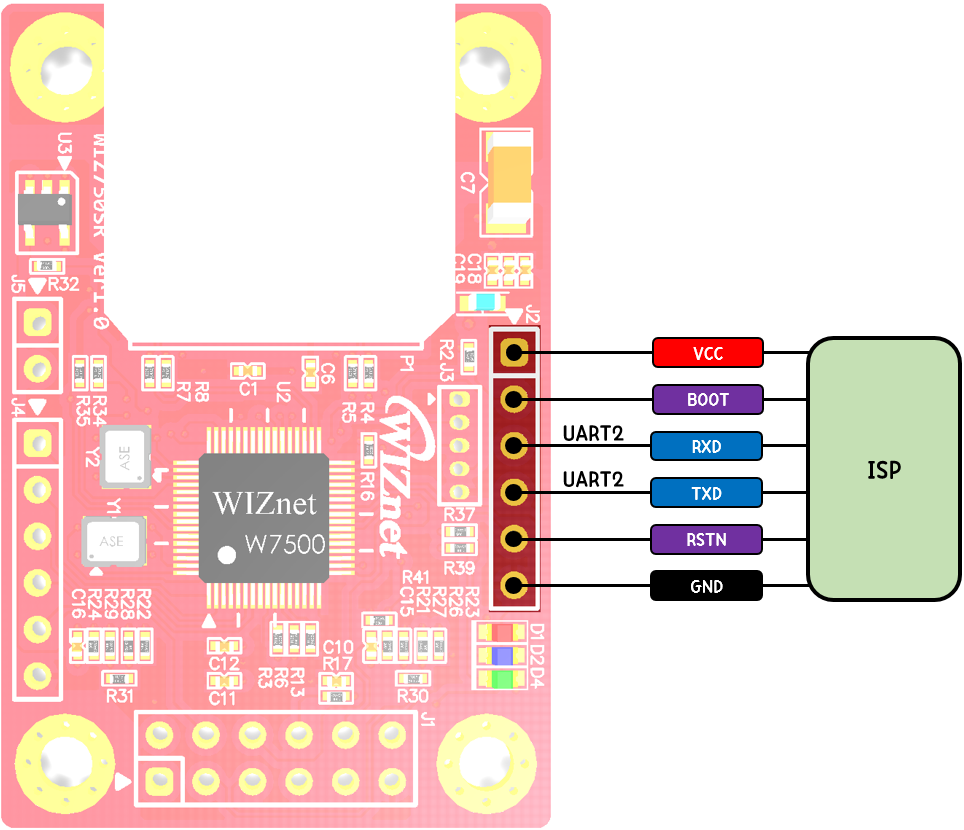 U3
WIZ750SR Ver1.0
C7
C18
C19
R32
J5
J2
P1
R2
J3
R35
R34
R7
R8
C1
U2
C6
R5
R4
J4
Y2
ASE
R16
WIZnet
WIZnet
W7500
Y1
ASE
R37
R39
C16
R24
R29
R28
R22
R41
C15
R21
R27
R26
R23
C12
C11
R3
R6
R13
C10
R17
R31
R30
D1
D2
D4
J1
VCC
BOOT
UART2
RXD
UART2
TXD
RSTN
GND
ISP